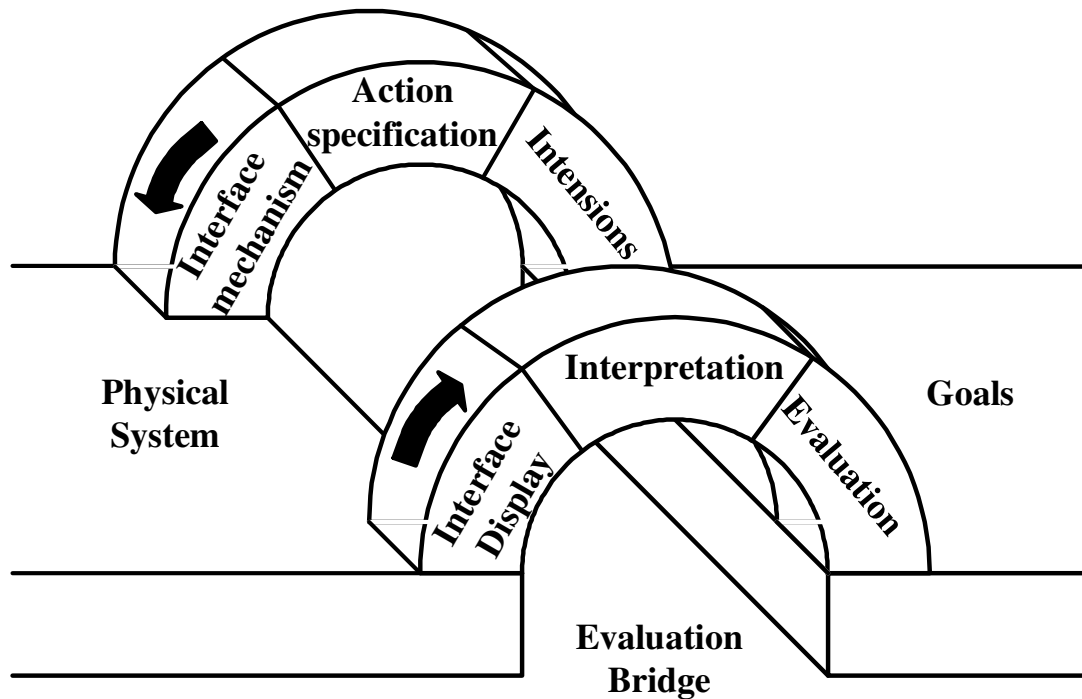 Action
specification
Interface
mechanism
Intensions
Interpretation
Interface
Display
Evaluation
Physical
System
Goals
Evaluation
Bridge